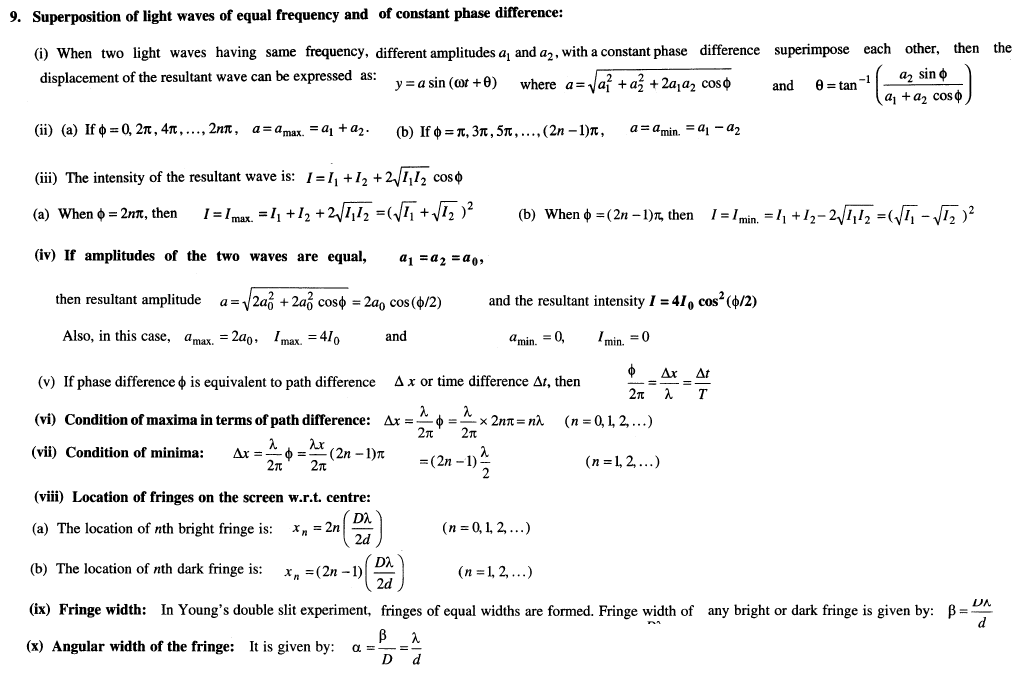 9. Superposition of light waves of equal frequency and of constant phase difference:
(i) When two light waves having same frequency, different amplitudes a₁ and a₂, with a constant phase difference superimpose each other, then the
displacement of the resultant wave can be expressed as: y = a sin (ωt + θ) where a = √(a₁² + a₂² + 2a₁a₂ cosϕ) and θ = tan⁻¹ (a₂ sin ϕ / a₁ + a₂ cos ϕ)
(ii) (a) If ϕ = 0, 2π, 4π, ..., 2nπ, a = a max. = a₁ + a₂. (b) If ϕ = π, 3π, 5π, ..., (2n – 1)π, a = a min. = a₁ – a₂
(iii) The intensity of the resultant wave is: I = I₁ + I₂ + 2√(I₁I₂) cosϕ
(a) When ϕ = 2nπ, then I = I max. = I₁ + I₂ + 2√(I₁I₂) = (√I₁ + √I₂)² (b) When ϕ = (2n – 1)π, then I = I min. = I₁ + I₂ – 2√(I₁I₂) = (√I₁ – √I₂)²
(iv) If amplitudes of the two waves are equal, a₁ = a₂ = a₀,
then resultant amplitude a = √(2a₀² + 2a₀² cosϕ) = 2a₀ cos (ϕ/2) and the resultant intensity I = 4I₀ cos² (ϕ/2)
Also, in this case, a max. = 2a₀, I max. = 4I₀ and a min. = 0, I min. = 0
(v) If phase difference ϕ is equivalent to path difference Δx or time difference Δt, then ϕ/2π = Δx/λ = Δt/T
(vi) Condition of maxima in terms of path difference: Δx = λ/2π ϕ = λ/2π × 2nπ = nλ (n = 0, 1, 2, ...)
(vii) Condition of minima: Δx = λ/2π ϕ = λx/2π (2n – 1)π = (2n – 1) λ/2 (n = 1, 2, ...)
(viii) Location of fringes on the screen w.r.t. centre:
(a) The location of nth bright fringe is: xₙ = 2n (Dλ/2d) (n = 0, 1, 2, ...)
(b) The location of nth dark fringe is: xₙ = (2n – 1) (Dλ/2d) (n = 1, 2, ...)
(ix) Fringe width: In Young's double slit experiment, fringes of equal widths are formed. Fringe width of any bright or dark fringe is given by: β = Dλ/d
(x) Angular width of the fringe: It is given by: α = β/D = λ/d